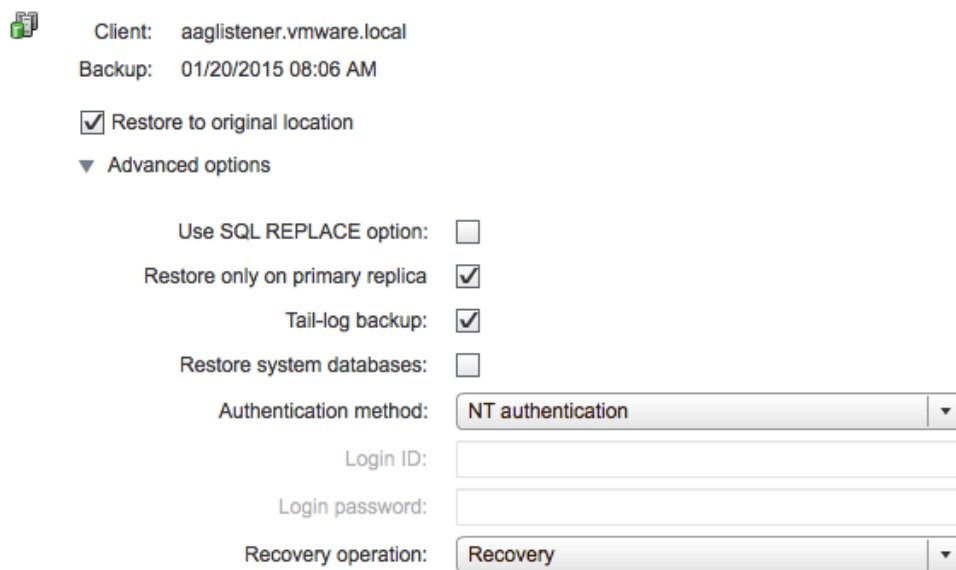 Client: aaglistener.vmware.local
Backup: 01/20/2015 08:06 AM
Restore to original location
Advanced options
Use SQL REPLACE option:
Restore only on primary replica
Tail-log backup:
Restore system databases:
Authentication method: NT authentication
Login ID:
Login password:
Recovery operation: Recovery